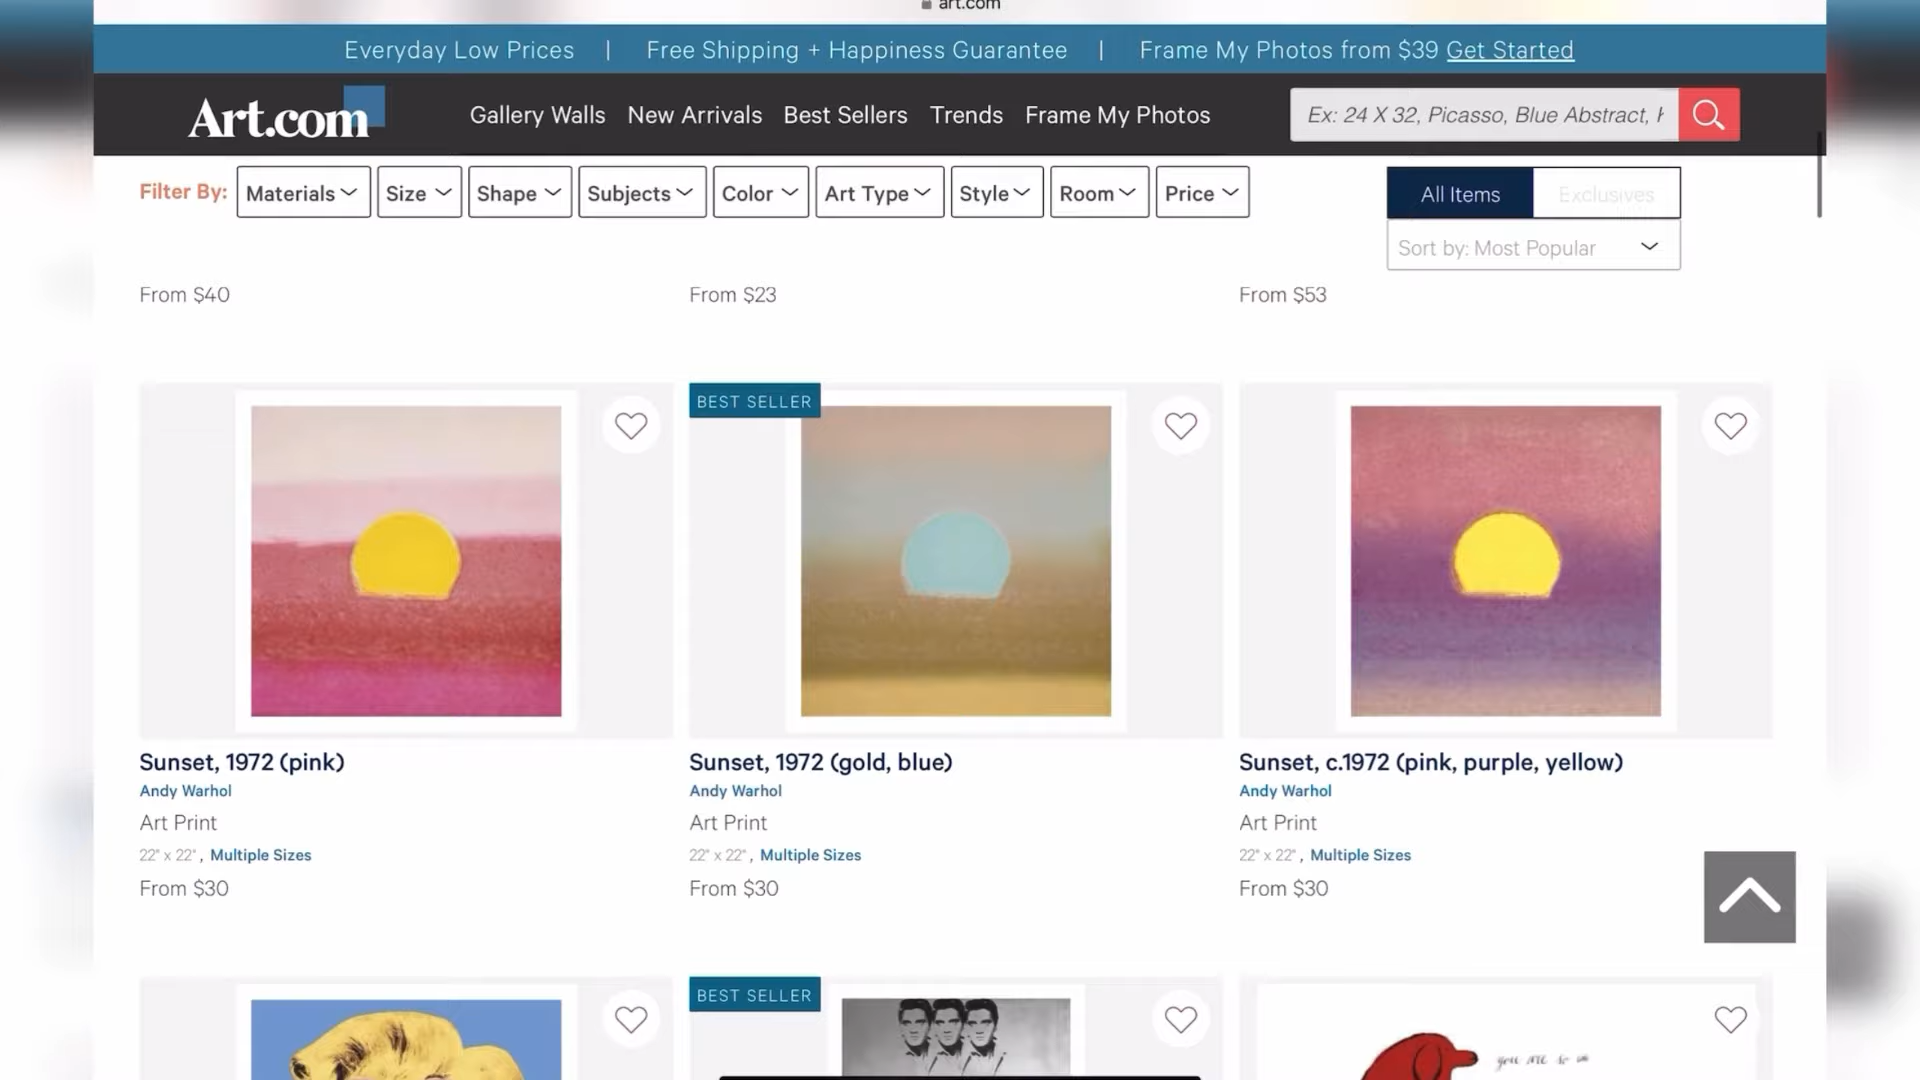 art.com
Everyday Low Prices | Free Shipping + Happiness Guarantee | Frame My Photos from $39 Get Started
Art.com
Gallery Walls New Arrivals Best Sellers Trends Frame My Photos
Ex: 24 X 32, Picasso, Blue Abstract,
Filter By: Materials Size Shape Subjects Color Art Type Style Room Price
All Items Exclusives
Sort by: Most Popular
From $40 From $23 From $53
BEST SELLER
Sunset, 1972 (pink) Sunset, 1972 (gold, blue) Sunset, c.1972 (pink, purple, yellow)
Andy Warhol Andy Warhol Andy Warhol
Art Print Art Print Art Print
22" x 22", Multiple Sizes 22" x 22", Multiple Sizes 22" x 22", Multiple Sizes
From $30 From $30 From $30
BEST SELLER